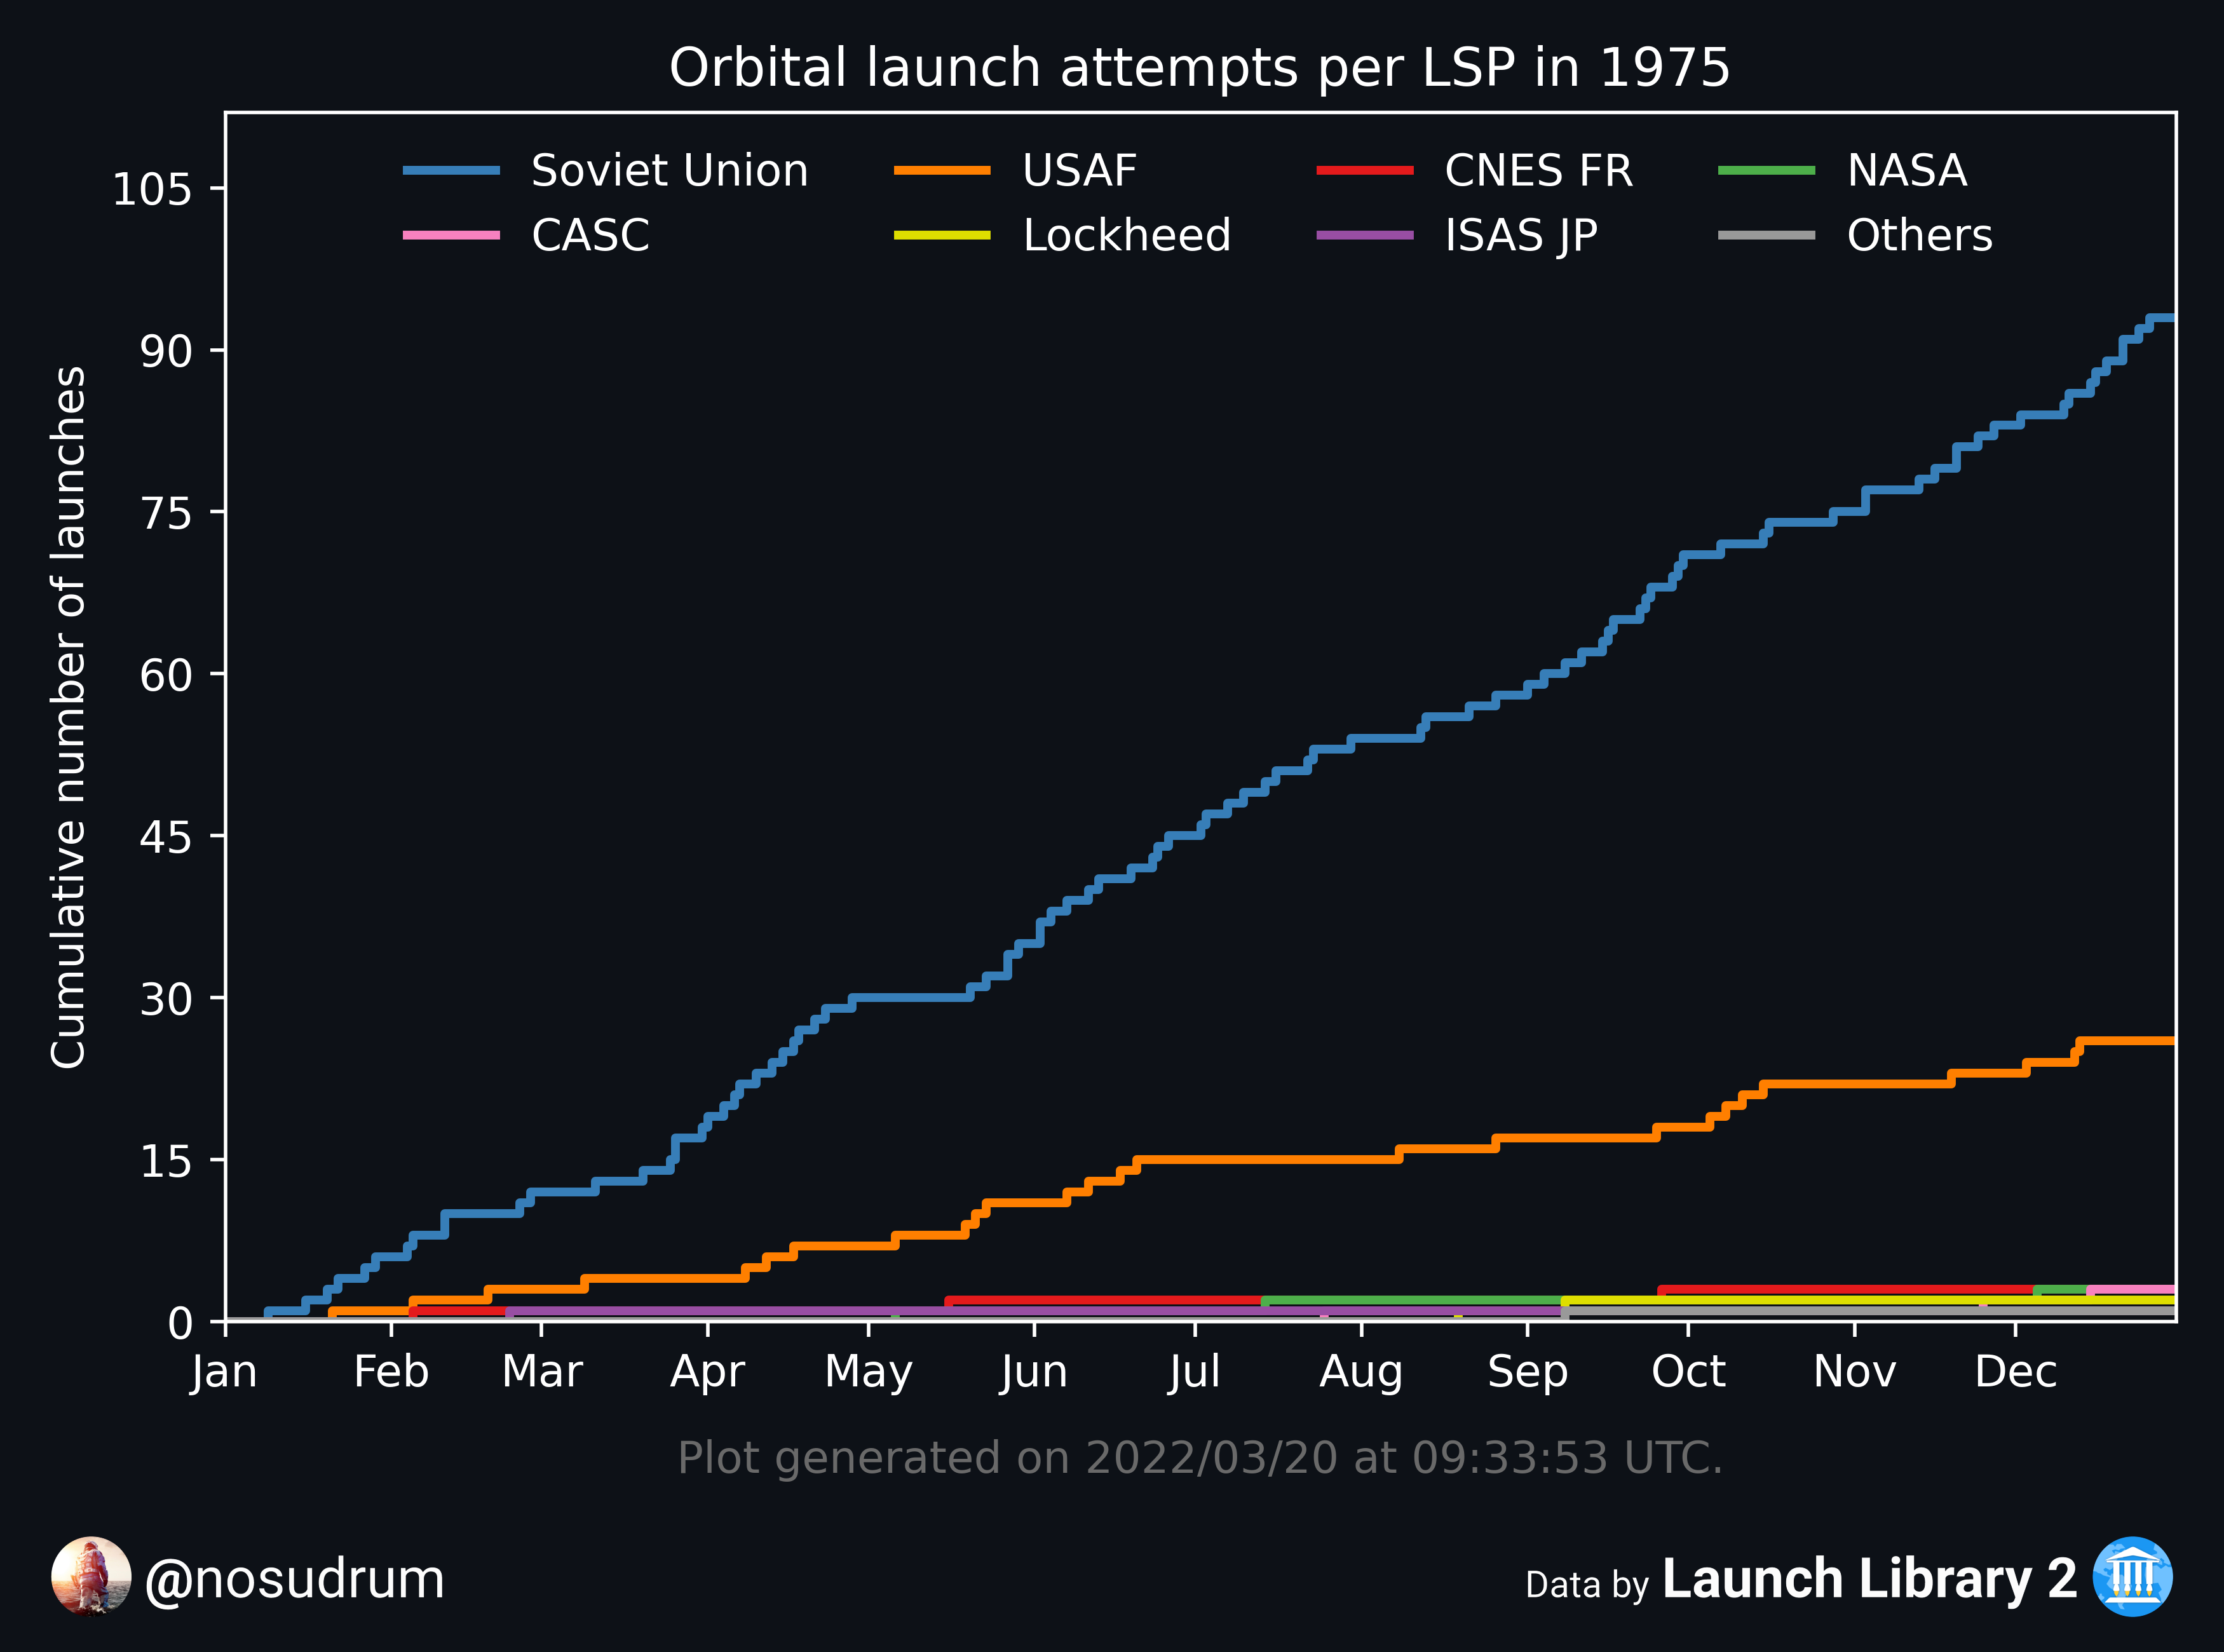 Orbital launch attempts per LSP in 1975
Soviet Union USAF CNES FR NASA
CASC Lockheed ISAS JP Others
Cumulative number of launches
105
90
75
60
45
30
15
0
Jan Feb Mar Apr May Jun Jul Aug Sep Oct Nov Dec
Plot generated on 2022/03/20 at 09:33:53 UTC.
@nosudrum
Data by Launch Library 2